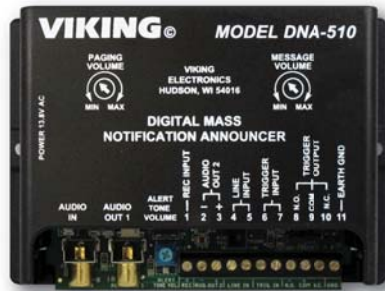 VIKING© MODEL DNA-510
PAGING
VOLUME
MIN MAX
VIKING
ELECTRONICS
HUDSON, WI 54016
MESSAGE
VOLUME
MIN MAX
POWER 13.8V AC
DIGITAL MASS
NOTIFICATION ANNOUNCER
AUDIO
IN
AUDIO
OUT 1
ALERT
TONE
VOLUME
REC INPUT
AUDIO
OUT 2
LINE
INPUT
TRIGGER
INPUT
TRIGGER
OUTPUT
N.O.
COM
N.C.
EARTH GND
1 2 3 4 5 6 7 8 9 10 11
- + 
ALERT